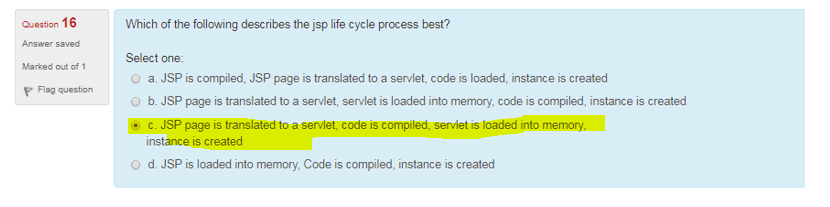 Question 16
Answer saved
Marked out of 1
Flag question
Which of the following describes the jsp life cycle process best?
Select one:
a. JSP is compiled, JSP page is translated to a servlet, code is loaded, instance is created
b. JSP page is translated to a servlet, servlet is loaded into memory, code is compiled, instance is created
c. JSP page is translated to a servlet, code is compiled, servlet is loaded into memory,
instance is created
d. JSP is loaded into memory, Code is compiled, instance is created